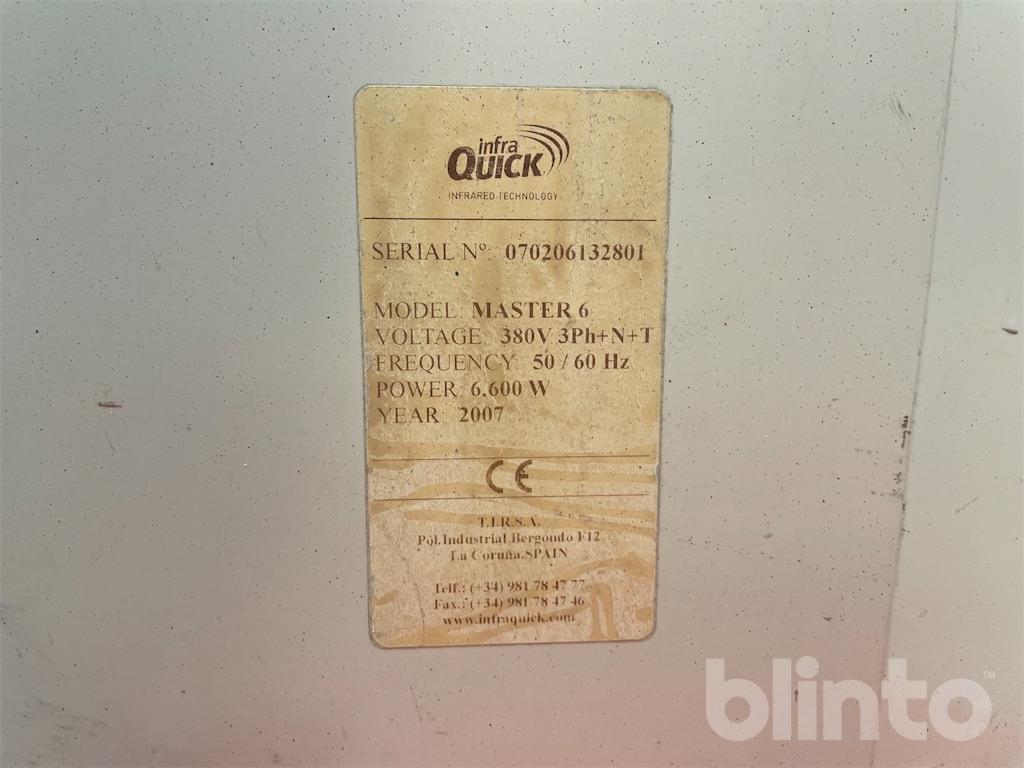 infra
QUICK
INFRARED TECHNOLOGY
SERIAL Nº: 070206132801
MODEL: MASTER 6
VOLTAGE: 380V 3Ph+N+T
FREQUENCY: 50 / 60 Hz
POWER: 6.600 W
YEAR: 2007
CE
T.I.R.S.A.
Pol.Industrial Bergondo F12
La Coruña.SPAIN
Telf.: (+34) 981 78 47 77
Fax.: (+34) 981 78 47 46
www.infraquick.com
blinto™